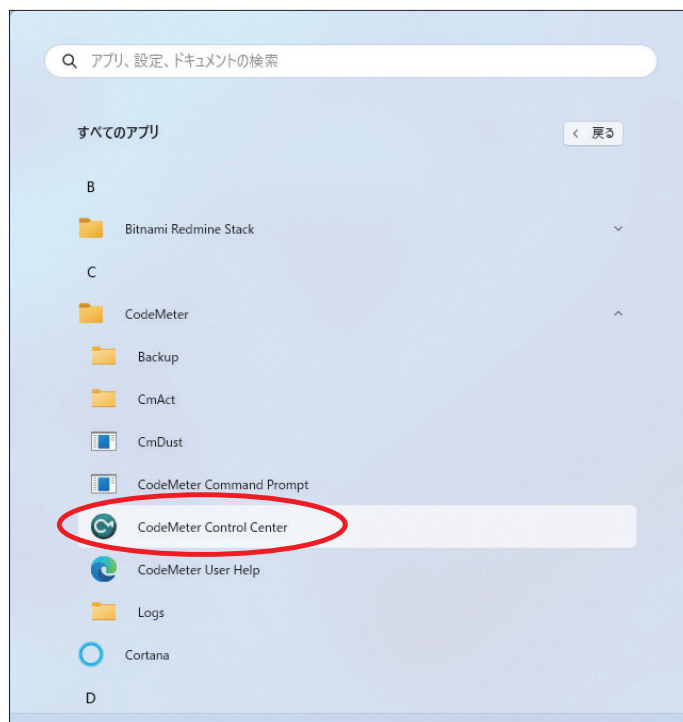 アプリ、設定、ドキュメントの検索
すべてのアプリ
戻る
B
Bitnami Redmine Stack
C
CodeMeter
Backup
CmAct
CmDust
CodeMeter Command Prompt
CodeMeter Control Center
CodeMeter User Help
Logs
Cortana
D